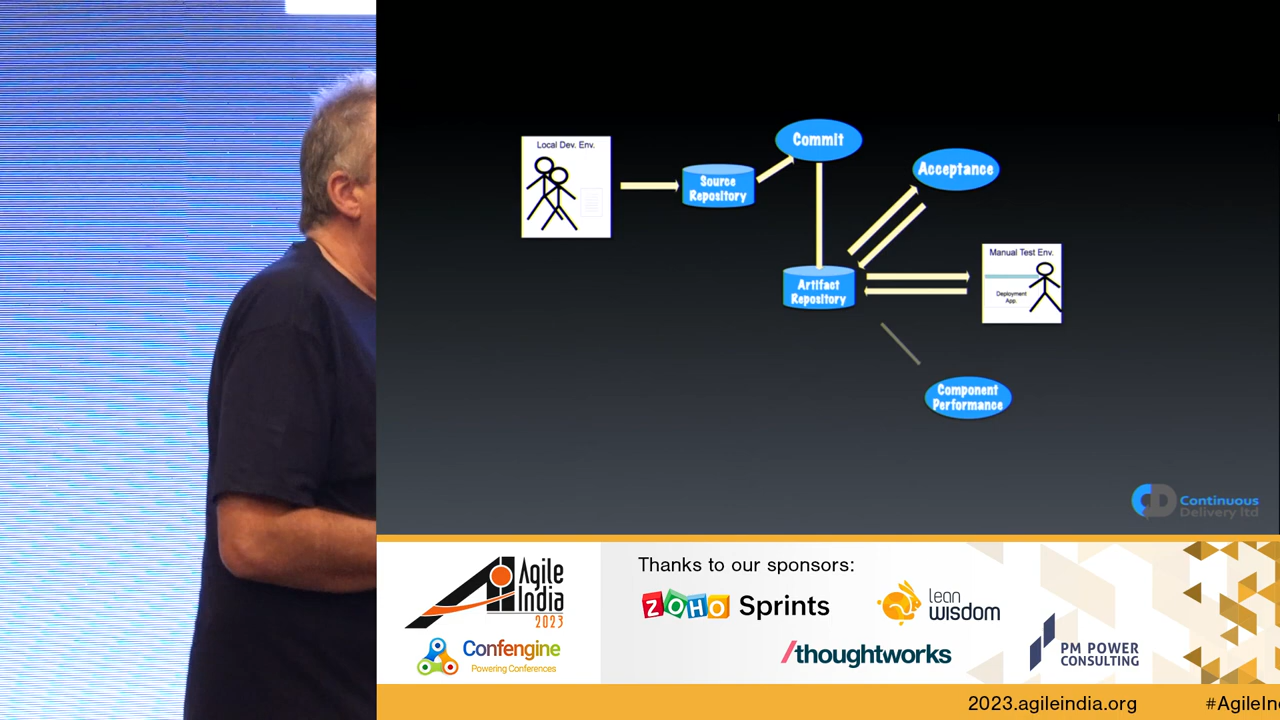 Local Dev. Env.
Source
Repository
Commit
Acceptance
Artifact
Repository
Manual Test Env.
Deployment
App.
Component
Performance
CD Continuous
Delivery ltd
Agile
India
2023
Confengine
Powering Conferences
Thanks to our sponsors:
ZOHO Sprints
lean
wisdom
/thoughtworks
PM POWER
CONSULTING
2023.agileindia.org
#AgileIn